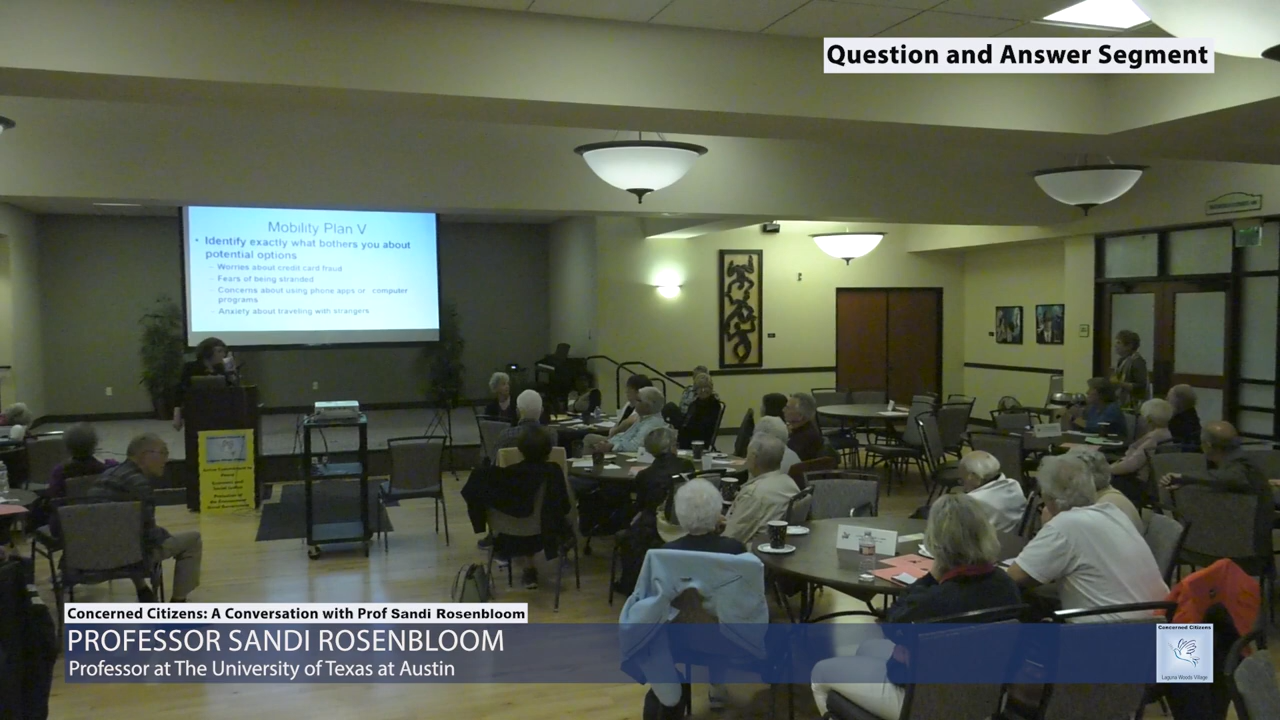 Question and Answer Segment
Mobility Plan V
• Identify exactly what bothers you about
potential options
– Worries about credit card fraud
– Fears of being stranded
– Concerns about using phone apps or computer
programs
– Anxiety about traveling with strangers
Concerned Citizens: A Conversation with Prof Sandi Rosenbloom
PROFESSOR SANDI ROSENBLOOM
Professor at The University of Texas at Austin
Concerned Citizens
Laguna Woods Village